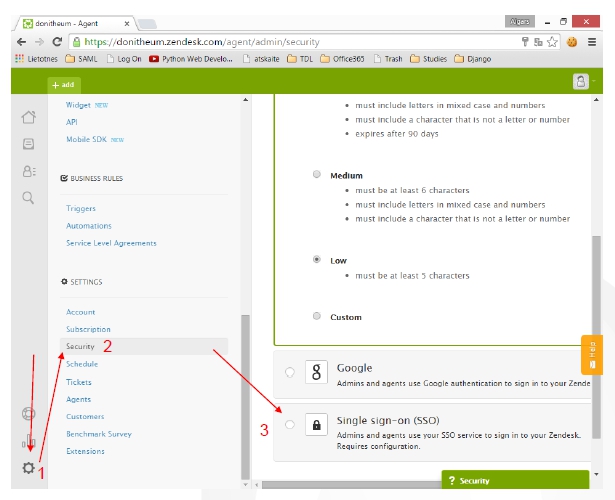 donitheum - Agent
Aigars
https://donitheum.zendesk.com/agent/admin/security
Lietotnes SAML Log On Python Web Develo... atskaite TDL Office365 Trash Studies Django
+ add
Widget NEW
API
Mobile SDK NEW
BUSINESS RULES
Triggers
Automations
Service Level Agreements
SETTINGS
Account
Subscription
Security 2
Schedule
Tickets
Agents
Customers
Benchmark Survey
Extensions
1
• must include letters in mixed case and numbers
• must include a character that is not a letter or number
• expires after 90 days
Medium
• must be at least 6 characters
• must include letters in mixed case and numbers
• must include a character that is not a letter or number
Low
• must be at least 5 characters
Custom
Help
g Google
Admins and agents use Google authentication to sign in to your Zende
3
Single sign-on (SSO)
Admins and agents use your SSO service to sign in to your Zendesk.
Requires configuration.
? Security